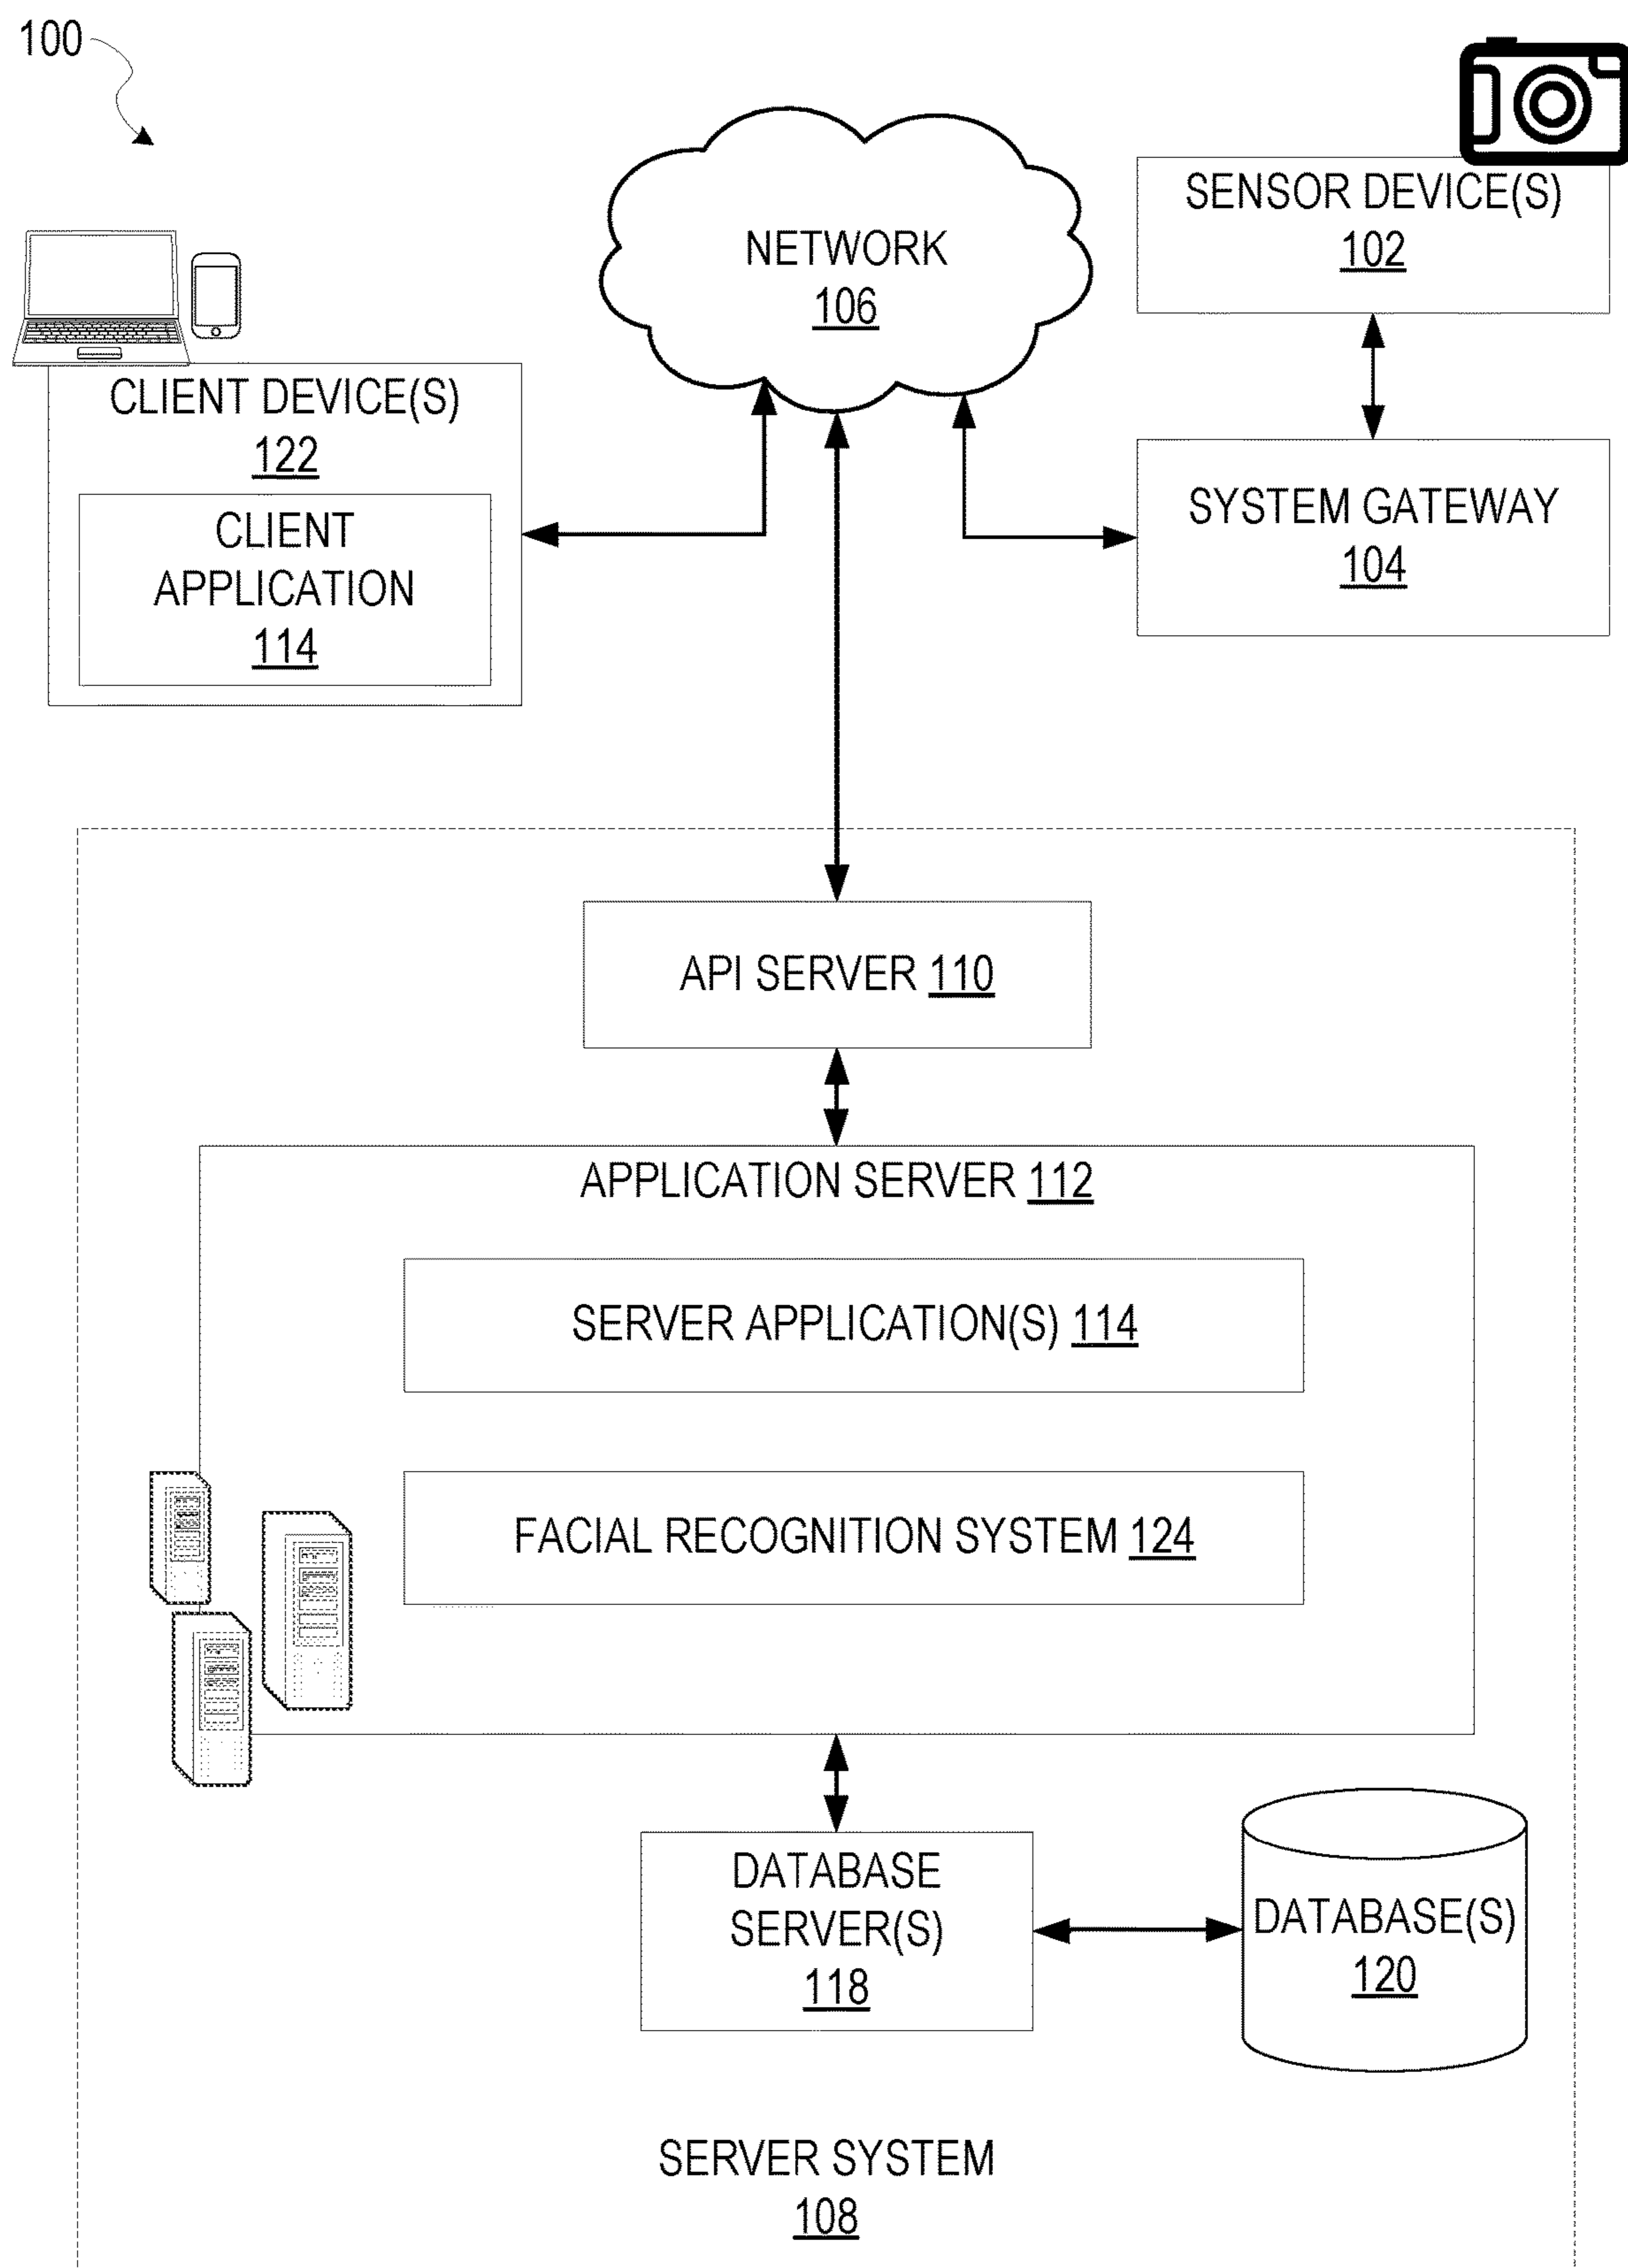 100
NETWORK
106
SENSOR DEVICE(S)
102
CLIENT DEVICE(S)
122
CLIENT
APPLICATION
114
SYSTEM GATEWAY
104
API SERVER 110
APPLICATION SERVER 112
SERVER APPLICATION(S) 114
FACIAL RECOGNITION SYSTEM 124
DATABASE
SERVER(S)
118
DATABASE(S)
120
SERVER SYSTEM
108